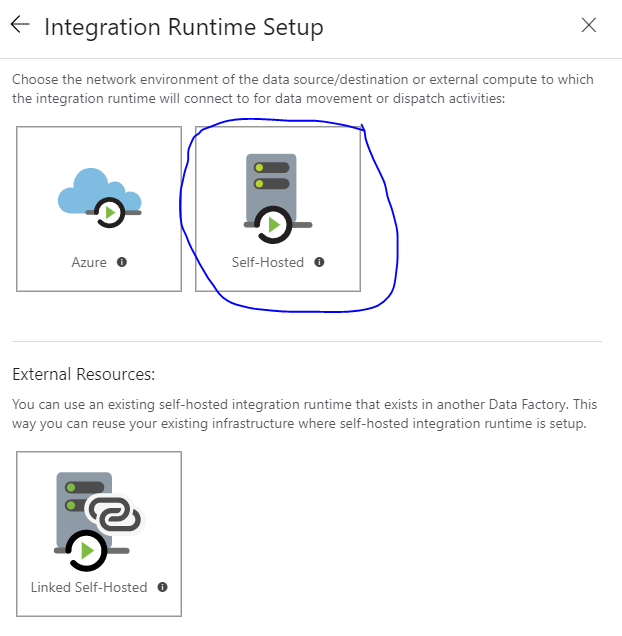 Integration Runtime Setup
Choose the network environment of the data source/destination or external compute to which
the integration runtime will connect to for data movement or dispatch activities:
Azure
Self-Hosted
External Resources:
You can use an existing self-hosted integration runtime that exists in another Data Factory. This
way you can reuse your existing infrastructure where self-hosted integration runtime is setup.
Linked Self-Hosted